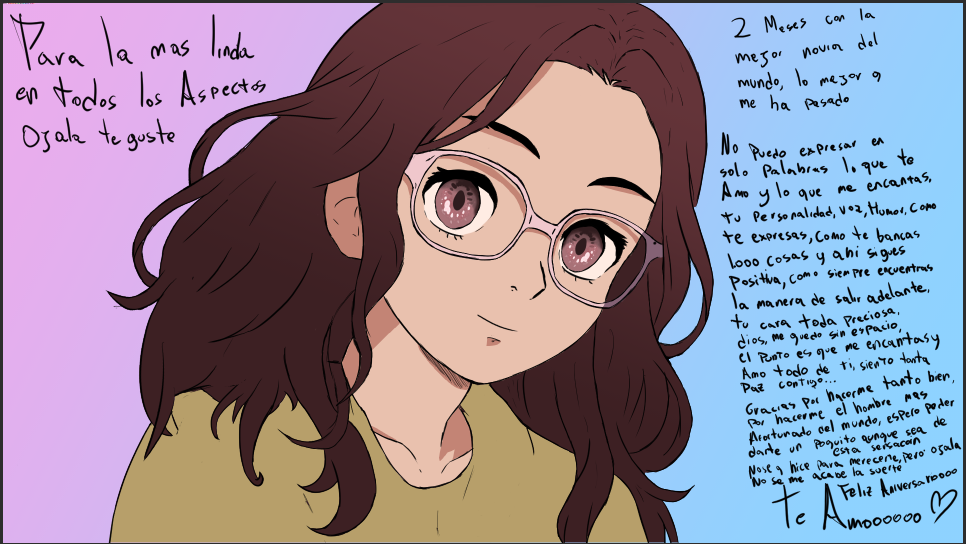 Para la mas linda
en todos los Aspectos
Ojala te guste
2 Meses con la
mejor novia del
mundo, lo mejor q
me ha pasado
No puedo expresar en
solo palabras lo que te
Amo y lo que me encantas,
tu personalidad, voz, Humor, como
te expresas, como te bancas
1000 cosas y ahi sigues
positiva, como siempre encuentras
la manera de salir adelante,
tu cara toda preciosa,
dios, me quedo sin espacio,
el punto es que me encantas y
Amo todo de ti, siento tanta
paz contigo...
Gracias por hacerme tanto bien,
por hacerme el hombre mas
Afortunado del mundo, espero poder
darte un poquito aunque sea de
esta sensacion
Nose q hice para merecerte, pero ojala
No se me acabe la suerte
Feliz Aniversarioooo
Te Amoooooo